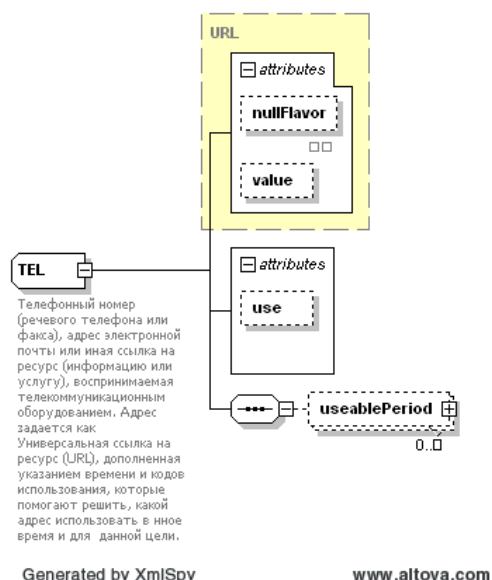 URL
attributes
nullFlavor
value
TEL
attributes
use
useablePeriod
0..
Телефонный номер
(речевого телефона или
факса), адрес электронной
почты или иная ссылка на
ресурс (информацию или
услугу), воспринимаемая
телекоммуникационным
оборудованием. Адрес
задается как
Универсальная ссылка на
ресурс (URL), дополненная
указанием времени и кодов
использования, которые
помогают решить, какой
адрес использовать в нное
время и для данной цели.
Generated by XmlSpy
www.altova.com